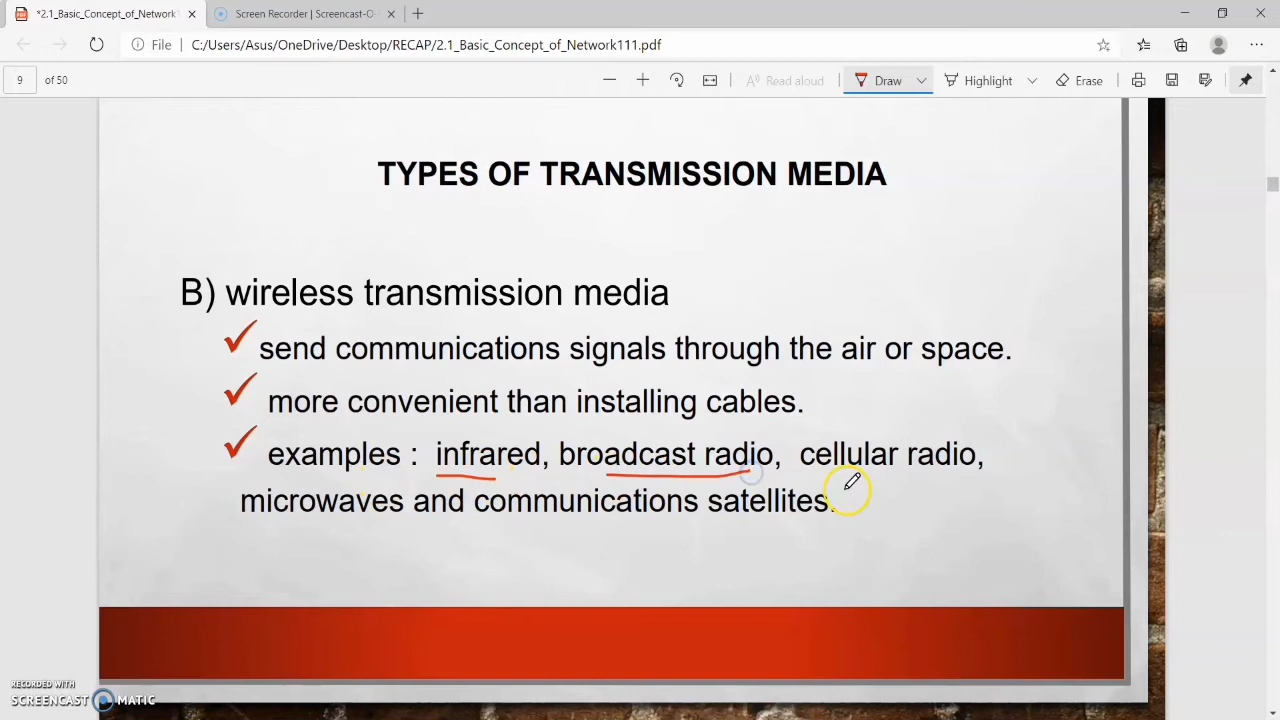 *2.1_Basic_Concept_of_Network1
Screen Recorder | Screencast-O
File
C:/Users/Asus/OneDrive/Desktop/RECAP/2.1_Basic_Concept_of_Network111.pdf
9 of 50
Read aloud
Draw
Highlight
Erase
TYPES OF TRANSMISSION MEDIA
B) wireless transmission media
✓send communications signals through the air or space.
✓ more convenient than installing cables.
✓ examples : infrared, broadcast radio, cellular radio,
microwaves and communications satellites.
RECORDED WITH
SCREENCAST MATIC